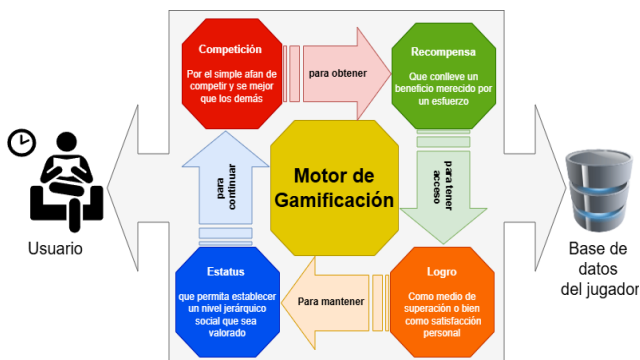 Competición
Por el simple afan de
competir y se mejor
que los demás
para obtener
Recompensa
Que conlleve un
beneficio merecido por
un esfuerzo
para tener
acceso
Logro
Como medio de
superación o bien
como satisfacción
personal
Para mantener
Estatus
que permita establecer
un nivel jerárquico
social que sea
valorado
para
continuar
Motor de
Gamificación
Usuario
Base de
datos
del jugador